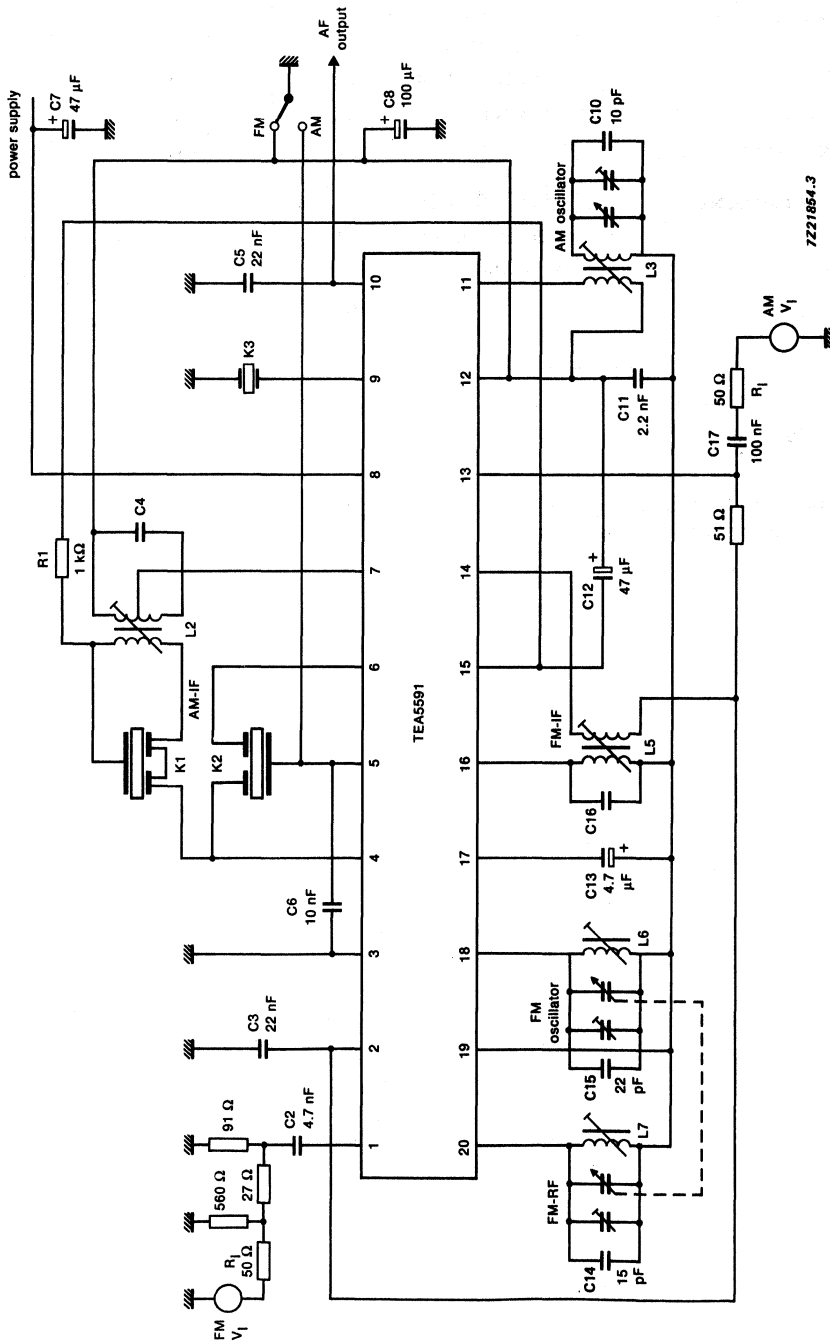 power supply
C7
+
47 μF
AF
output
FM
AM
C8
+
100 μF
C5
22 nF
K3
R1
1 kΩ
C4
L2
AM-IF
K1
K2
C6
10 nF
C3
22 nF
91 Ω
C2
4.7 nF
560 Ω
27 Ω
R_I
50 Ω
FM
V_I
1
2
3
4
5
6
7
8
9
10
TEA5591
20
19
18
17
16
15
14
13
12
11
AM oscillator
C10
10 pF
L3
C11
2.2 nF
C12
+
47 μF
FM-IF
L5
C16
C13
4.7
μF
+
L6
FM
oscillator
C15
22
pF
L7
FM-RF
C14
15
pF
51 Ω
C17
100 nF
50 Ω
R_I
AM
V_I
7Z21854.3